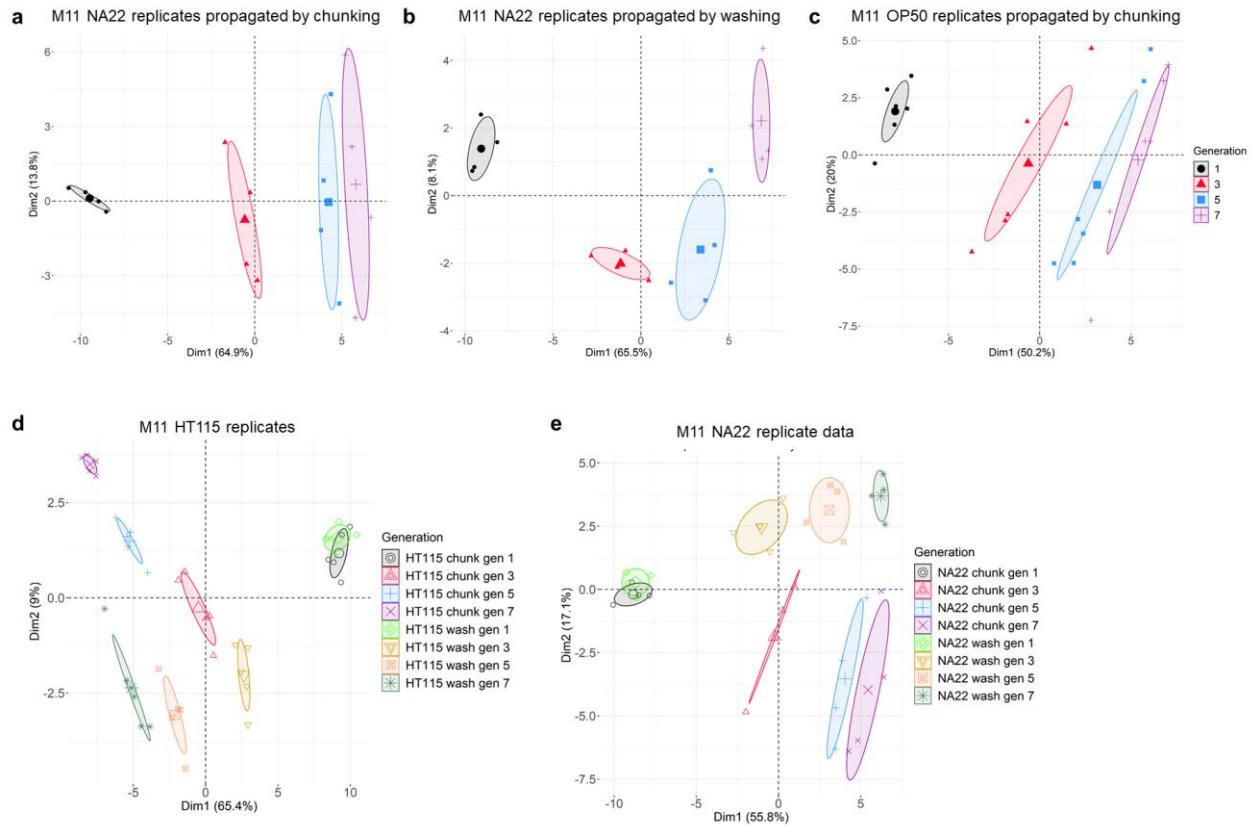 a
M11 NA22 replicates propagated by chunking
6
3
0
-3
Dim2 (13.8%)
-10
-5
0
5
Dim1 (64.9%)
b
M11 NA22 replicates propagated by washing
4
2
0
-2
-4
Dim2 (8.1%)
-10
-5
0
5
Dim1 (65.5%)
c
M11 OP50 replicates propagated by chunking
5.0
2.5
0.0
-2.5
-5.0
-7.5
Dim2 (20%)
-5
0
5
Dim1 (50.2%)
Generation
1
3
5
7
d
M11 HT115 replicates
2.5
0.0
-2.5
Dim2 (9%)
-5
0
5
10
Dim1 (65.4%)
Generation
HT115 chunk gen 1
HT115 chunk gen 3
HT115 chunk gen 5
HT115 chunk gen 7
HT115 wash gen 1
HT115 wash gen 3
HT115 wash gen 5
HT115 wash gen 7
e
M11 NA22 replicate data
5.0
2.5
0.0
-2.5
-5.0
-7.5
Dim2 (17.1%)
-10
-5
0
5
Dim1 (55.8%)
Generation
NA22 chunk gen 1
NA22 chunk gen 3
NA22 chunk gen 5
NA22 chunk gen 7
NA22 wash gen 1
NA22 wash gen 3
NA22 wash gen 5
NA22 wash gen 7